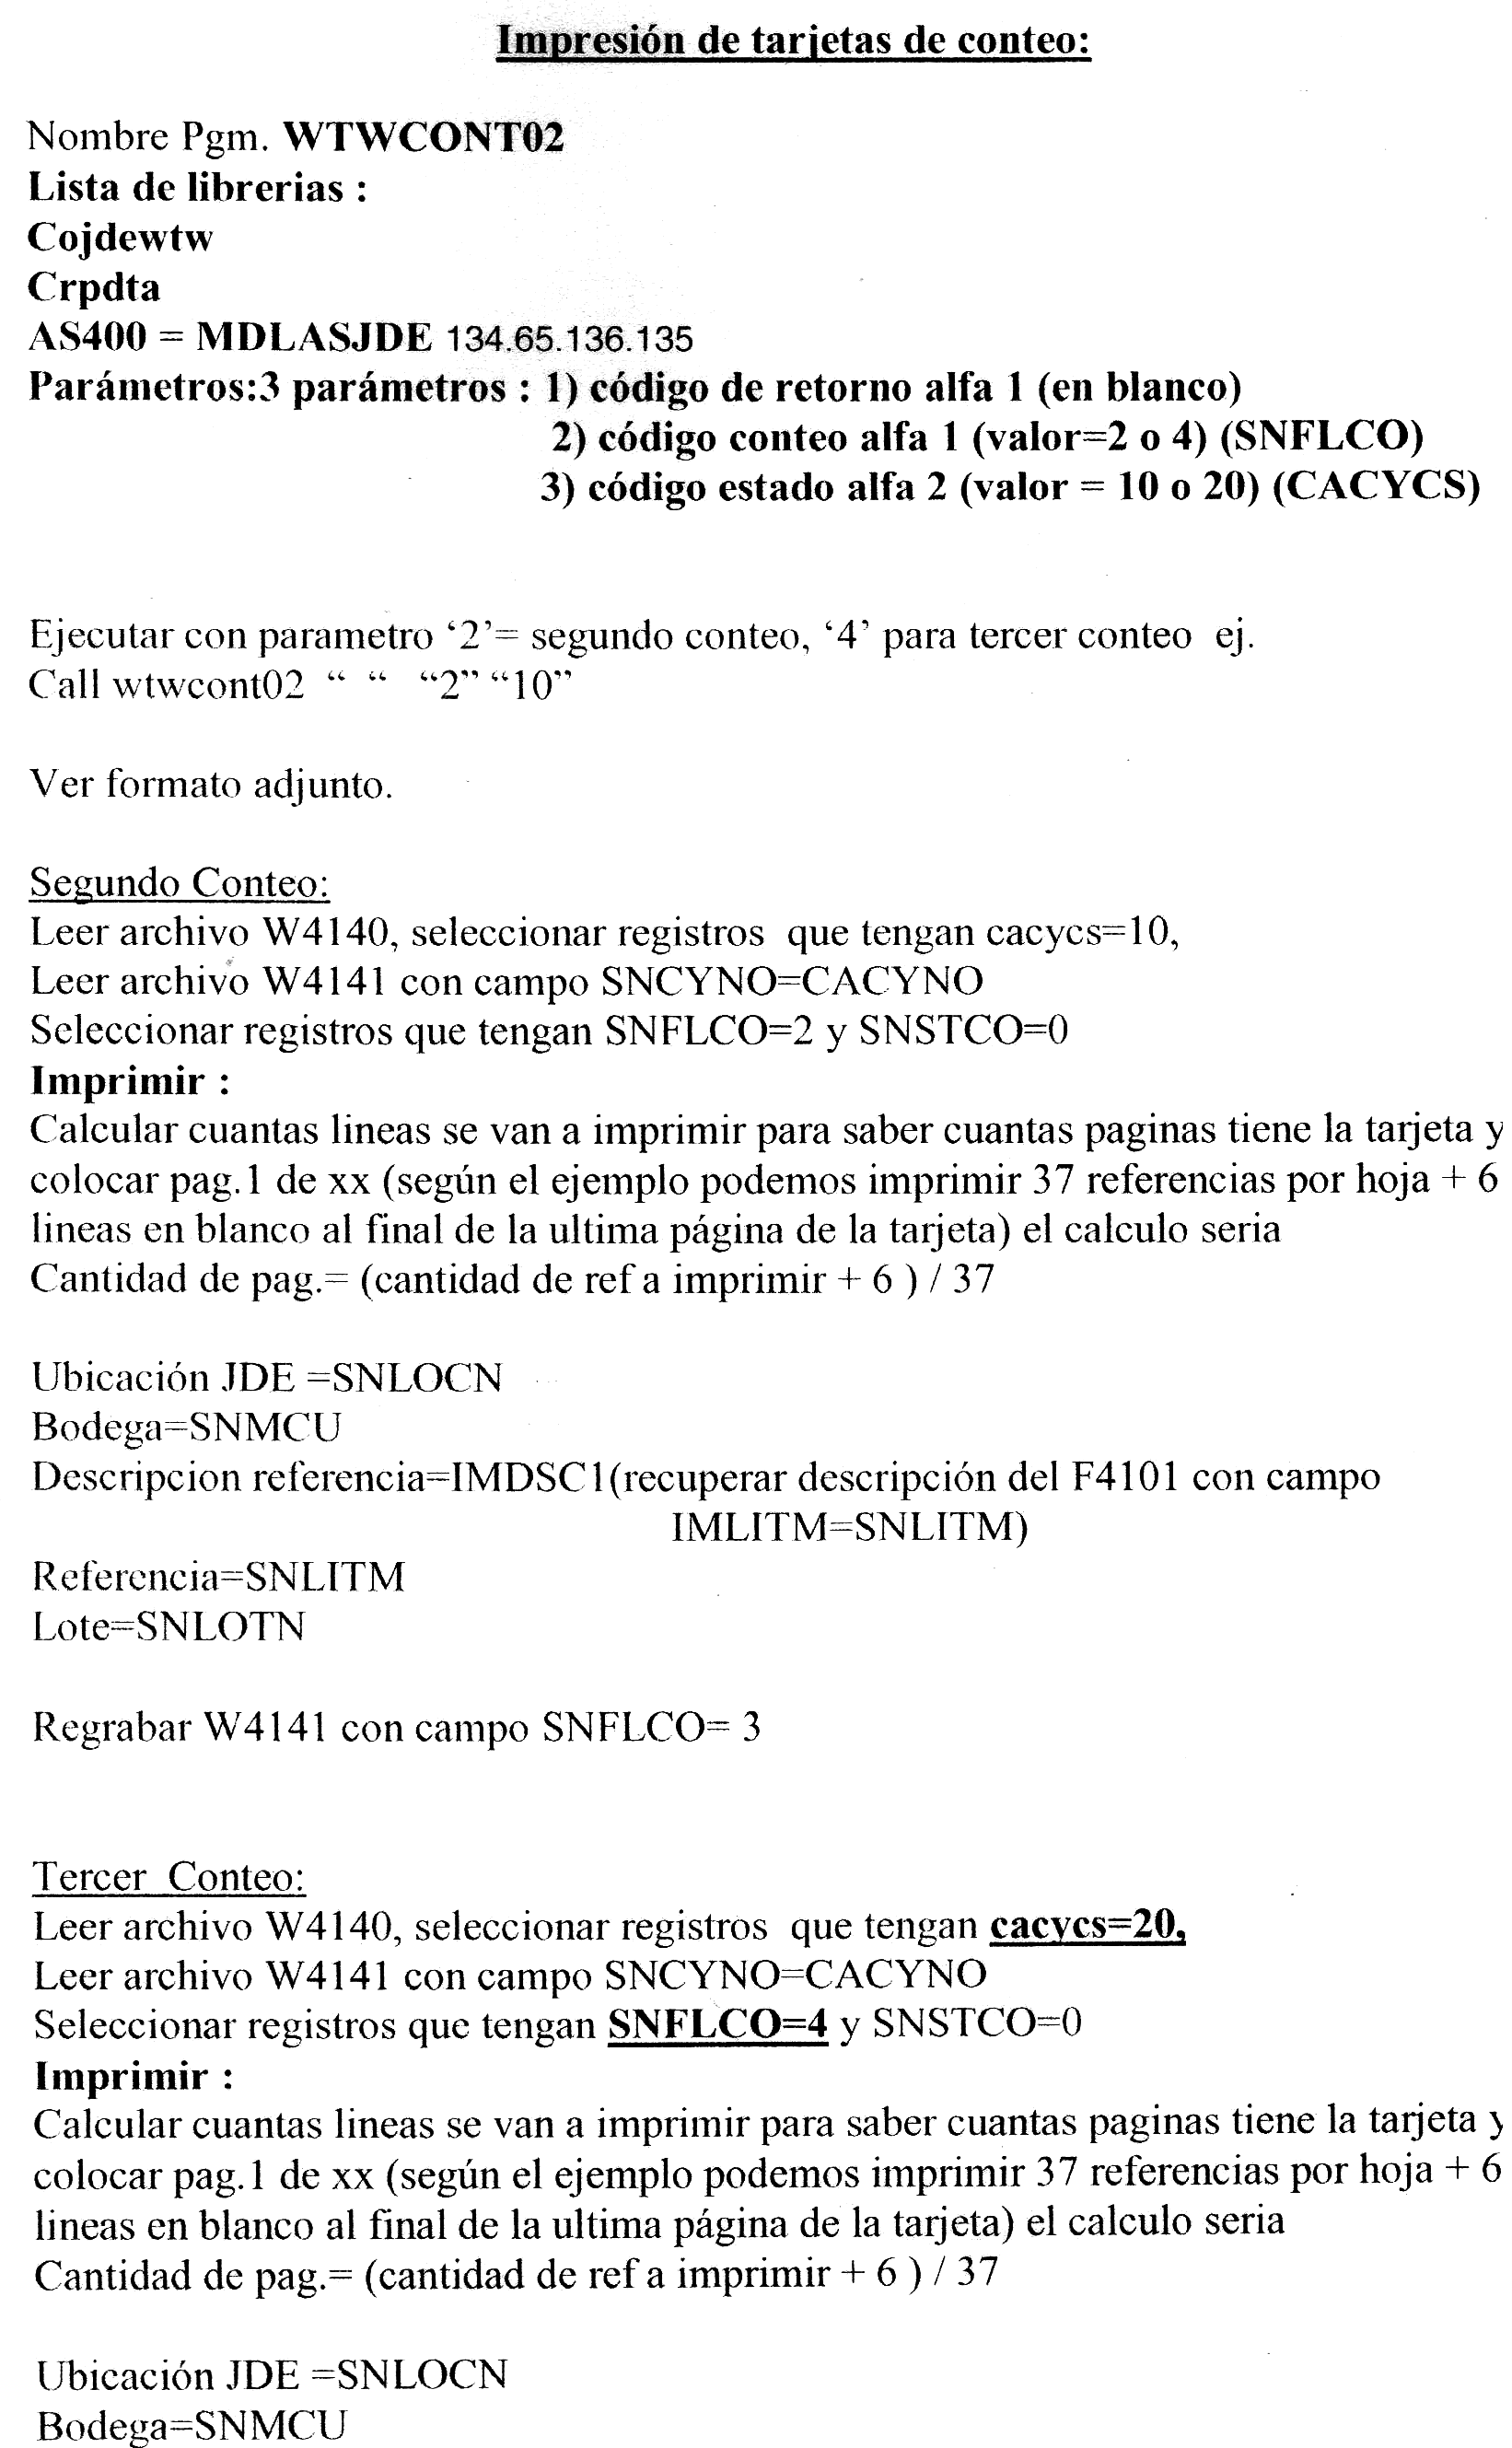 Impresión de tarjetas de conteo:
Nombre Pgm. WTWCONT02
Lista de librerias :
Cojdewtw
Crpdta
AS400 = MDLASJDE 134.65.136.135
Parámetros:3 parámetros : 1) código de retorno alfa 1 (en blanco)
2) código conteo alfa 1 (valor=2 o 4) (SNFLCO)
3) código estado alfa 2 (valor = 10 o 20) (CACYCS)
Ejecutar con parametro ‘2’= segundo conteo, ‘4’ para tercer conteo ej.
Call wtwcont02 “ “ “2” “10”
Ver formato adjunto.
Segundo Conteo:
Leer archivo W4140, seleccionar registros que tengan cacycs=10,
Leer archivo W4141 con campo SNCYNO=CACYNO
Seleccionar registros que tengan SNFLCO=2 y SNSTCO=0
Imprimir :
Calcular cuantas lineas se van a imprimir para saber cuantas paginas tiene la tarjeta y
colocar pag.1 de xx (según el ejemplo podemos imprimir 37 referencias por hoja + 6
lineas en blanco al final de la ultima página de la tarjeta) el calculo seria
Cantidad de pag.= (cantidad de ref a imprimir + 6 ) / 37
Ubicación JDE =SNLOCN
Bodega=SNMCU
Descripcion referencia=IMDSC1(recuperar descripción del F4101 con campo
IMLITM=SNLITM)
Referencia=SNLITM
Lote=SNLOTN
Regrabar W4141 con campo SNFLCO= 3
Tercer Conteo:
Leer archivo W4140, seleccionar registros que tengan cacycs=20,
Leer archivo W4141 con campo SNCYNO=CACYNO
Seleccionar registros que tengan SNFLCO=4 y SNSTCO=0
Imprimir :
Calcular cuantas lineas se van a imprimir para saber cuantas paginas tiene la tarjeta y
colocar pag.1 de xx (según el ejemplo podemos imprimir 37 referencias por hoja + 6
lineas en blanco al final de la ultima página de la tarjeta) el calculo seria
Cantidad de pag.= (cantidad de ref a imprimir + 6 ) / 37
Ubicación JDE =SNLOCN
Bodega=SNMCU